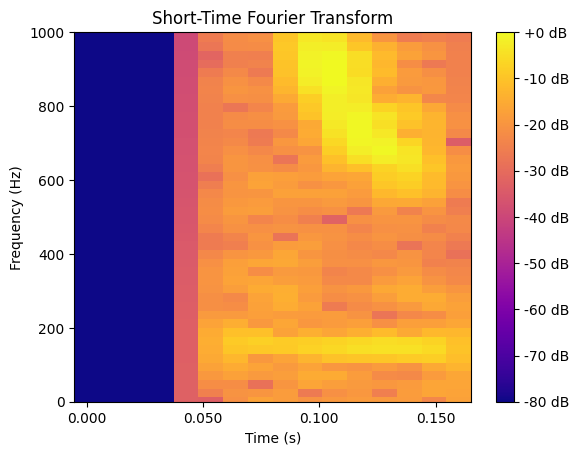 Short-Time Fourier Transform
1000
800
600
400
200
0
Frequency (Hz)
0.000
0.050
0.100
0.150
Time (s)
+0 dB
-10 dB
-20 dB
-30 dB
-40 dB
-50 dB
-60 dB
-70 dB
-80 dB